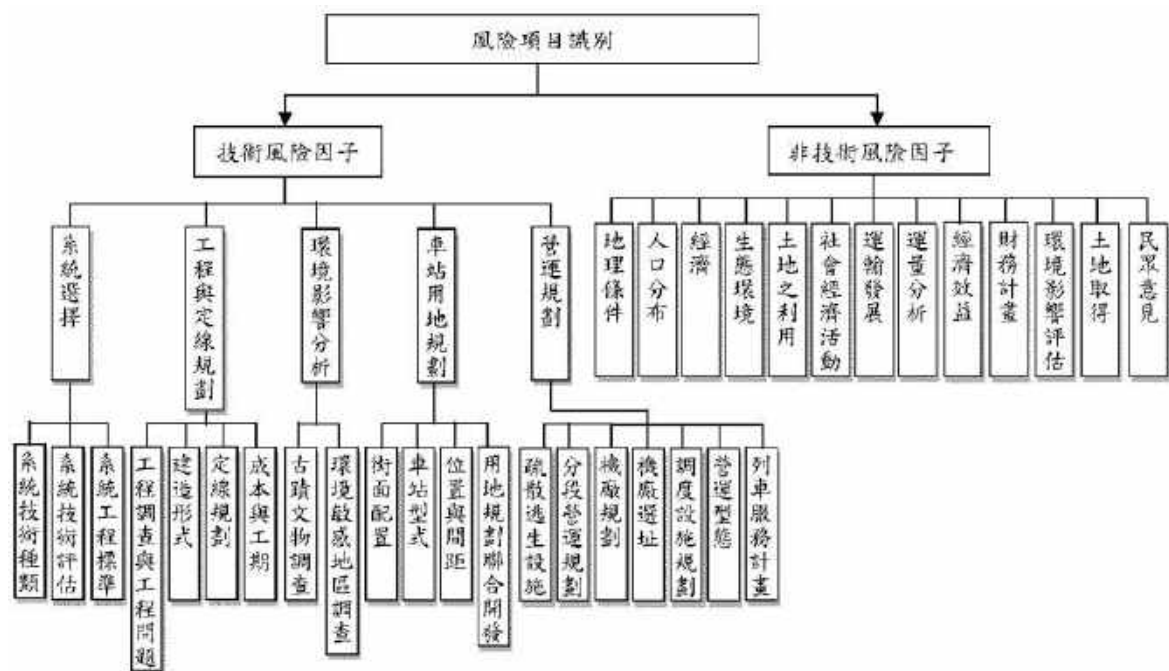 風險項目識別
技術風險因子
非技術風險因子
系統選擇
工程與定線規劃
環境影響分析
車站用地規劃
營運規劃
地理條件
人口分布
經濟
生態環境
土地之利用
社會經濟活動
運輸發展
運量分析
經濟效益
財務計畫
環境影響評估
土地取得
民眾意見
系統技術種類
系統技術評估
系統工程標準
工程調查與工程問題
建造形式
定線規劃
成本與工期
古蹟文物調查
環境敏感地區調查
街面配置
車站型式
位置與間距
用地規劃聯合開發
疏散逃生設施
分段營運規劃
機廠規劃
機廠選址
調度設施規劃
營運型態
列車服務計畫